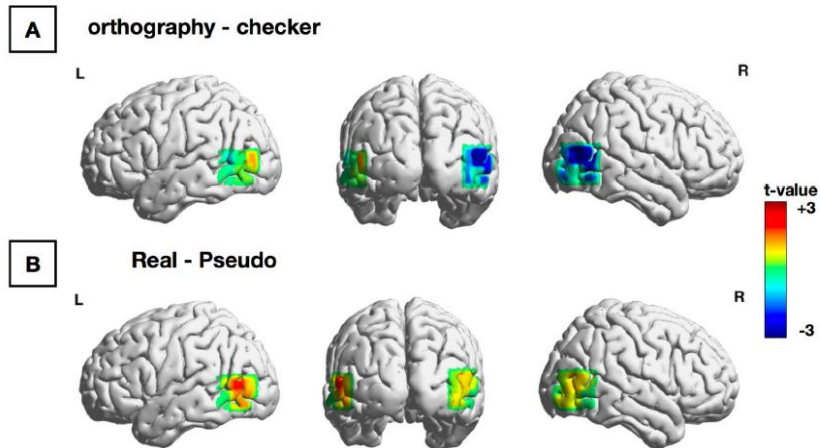 A
orthography - checker
L
R
t-value
+3
-3
B
Real - Pseudo
L
R